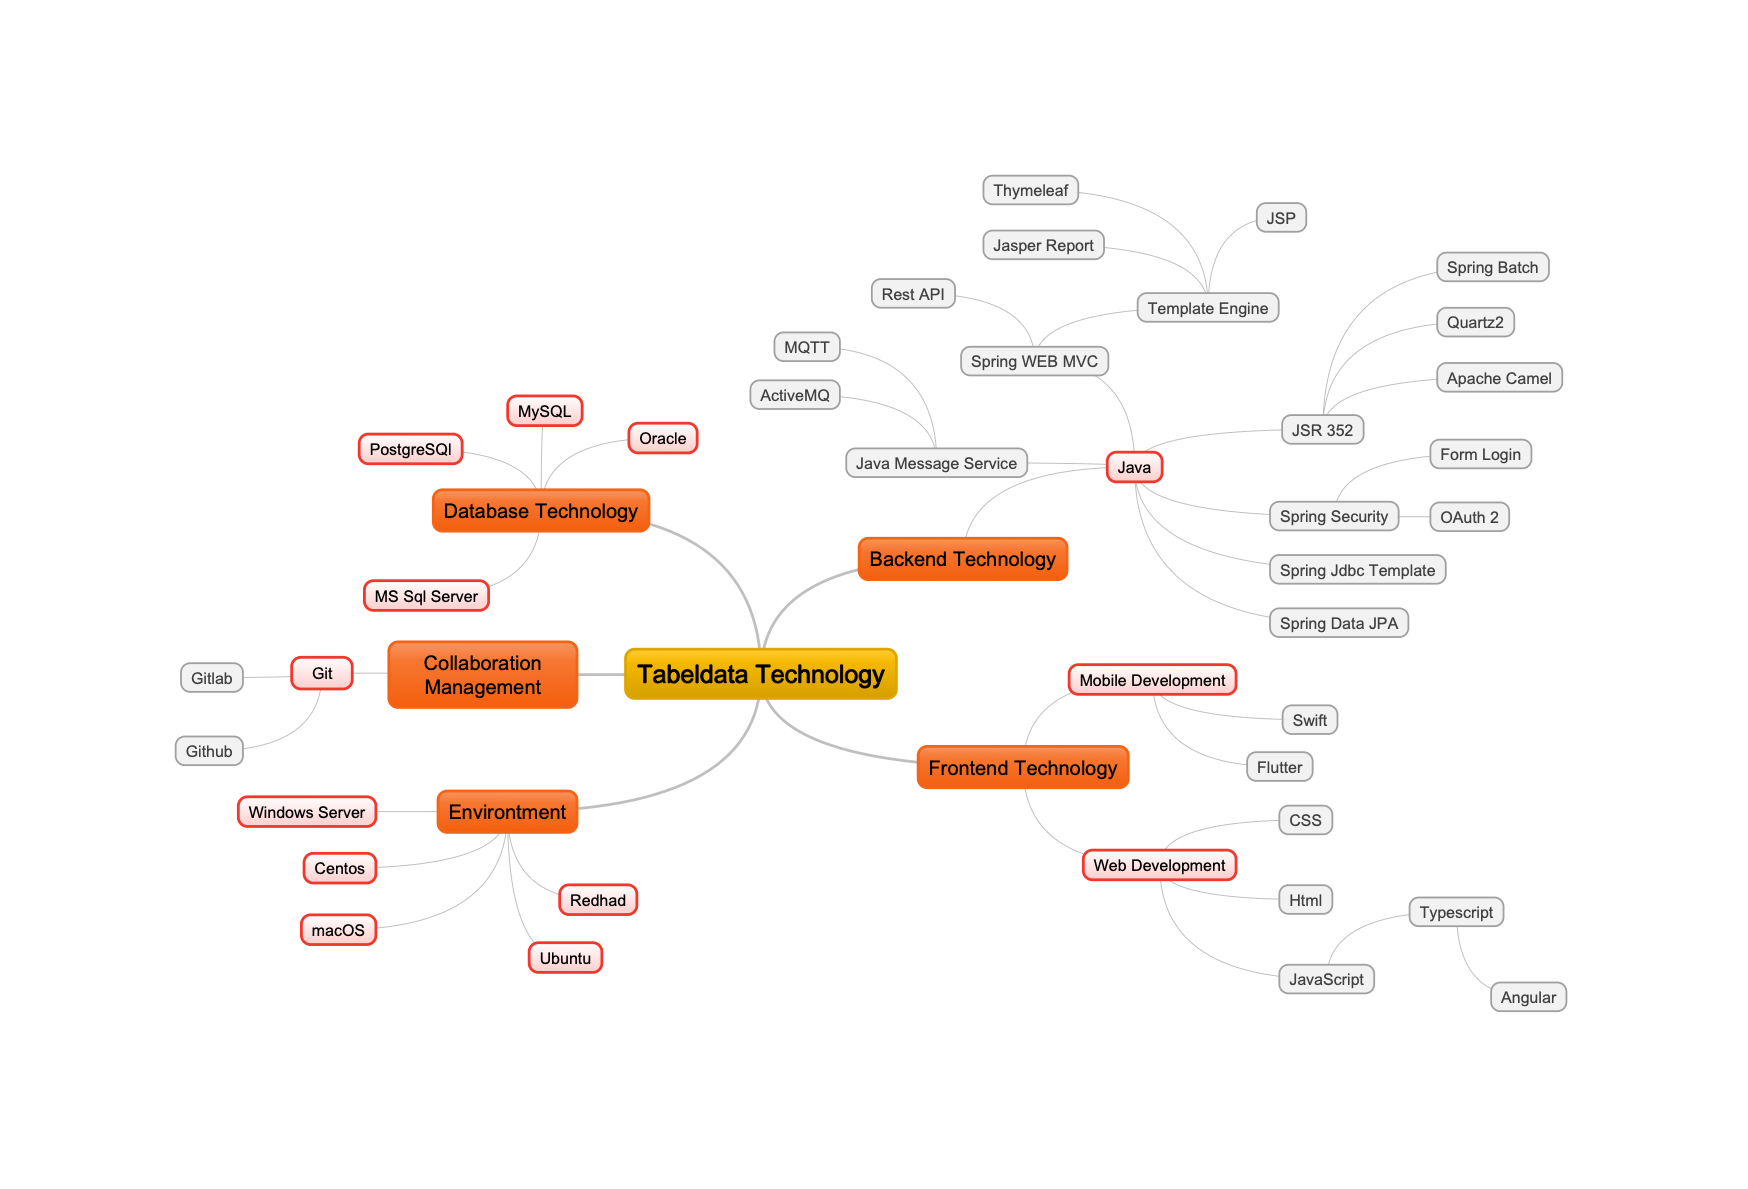 Thymeleaf
JSP
Jasper Report
Spring Batch
Rest API
Template Engine
Quartz2
MQTT
Spring WEB MVC
Apache Camel
ActiveMQ
MySQL
JSR 352
Oracle
PostgreSQl
Form Login
Java Message Service
Java
Database Technology
Spring Security
OAuth 2
Backend Technology
Spring Jdbc Template
MS Sql Server
Spring Data JPA
Collaboration
Management
Git
Gitlab
Tabeldata Technology
Mobile Development
Swift
Github
Frontend Technology
Flutter
Windows Server
Environtment
CSS
Centos
Web Development
Redhad
Html
Typescript
macOS
Ubuntu
JavaScript
Angular